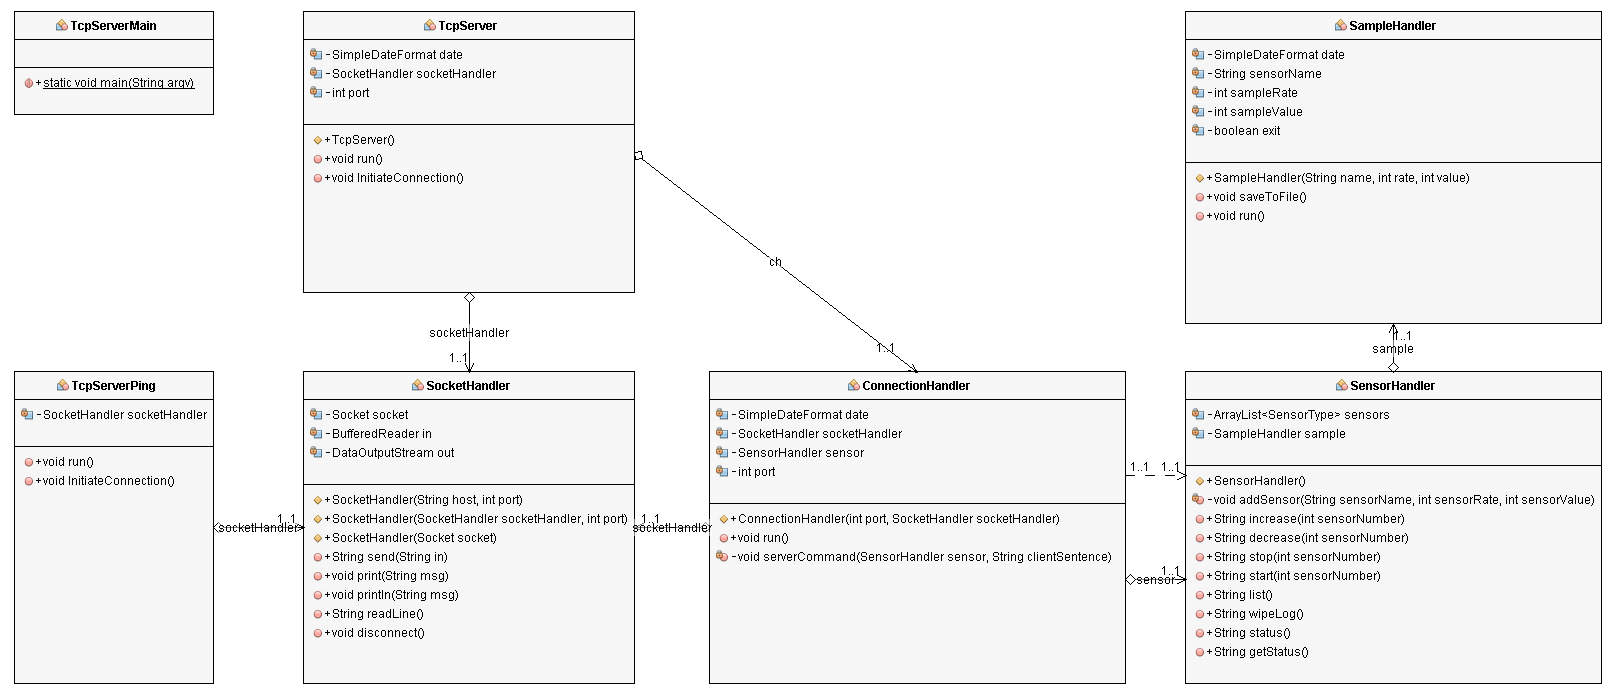 TcpServerMain
+static void main(String argv)
TcpServer
-SimpleDateFormat date
-SocketHandler socketHandler
-int port
+TcpServer()
+void run()
+void InitiateConnection()
SampleHandler
-SimpleDateFormat date
-String sensorName
-int sampleRate
-int sampleValue
-boolean exit
+SampleHandler(String name, int rate, int value)
+void saveToFile()
+void run()
ch
1..1
socketHandler
1..1
1..1
sample
TcpServerPing
-SocketHandler socketHandler
+void run()
+void InitiateConnection()
socketHandler
1..1
SocketHandler
-Socket socket
-BufferedReader in
-DataOutputStream out
+SocketHandler(String host, int port)
+SocketHandler(SocketHandler socketHandler, int port)
+SocketHandler(Socket socket)
+String send(String in)
+void print(String msg)
+void println(String msg)
+String readLine()
+void disconnect()
1..1
socketHandler
ConnectionHandler
-SimpleDateFormat date
-SocketHandler socketHandler
-SensorHandler sensor
-int port
+ConnectionHandler(int port, SocketHandler socketHandler)
+void run()
-void serverCommand(SensorHandler sensor, String clientSentence)
1..1
1..1
1..1
sensor
SensorHandler
-ArrayList<SensorType> sensors
-SampleHandler sample
+SensorHandler()
-void addSensor(String sensorName, int sensorRate, int sensorValue)
+String increase(int sensorNumber)
+String decrease(int sensorNumber)
+String stop(int sensorNumber)
+String start(int sensorNumber)
+String list()
+String wipeLog()
+String status()
+String getStatus()